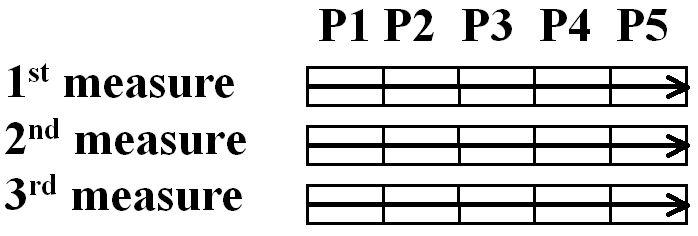 P1 P2 P3 P4 P5
1st measure
2nd measure
3rd measure